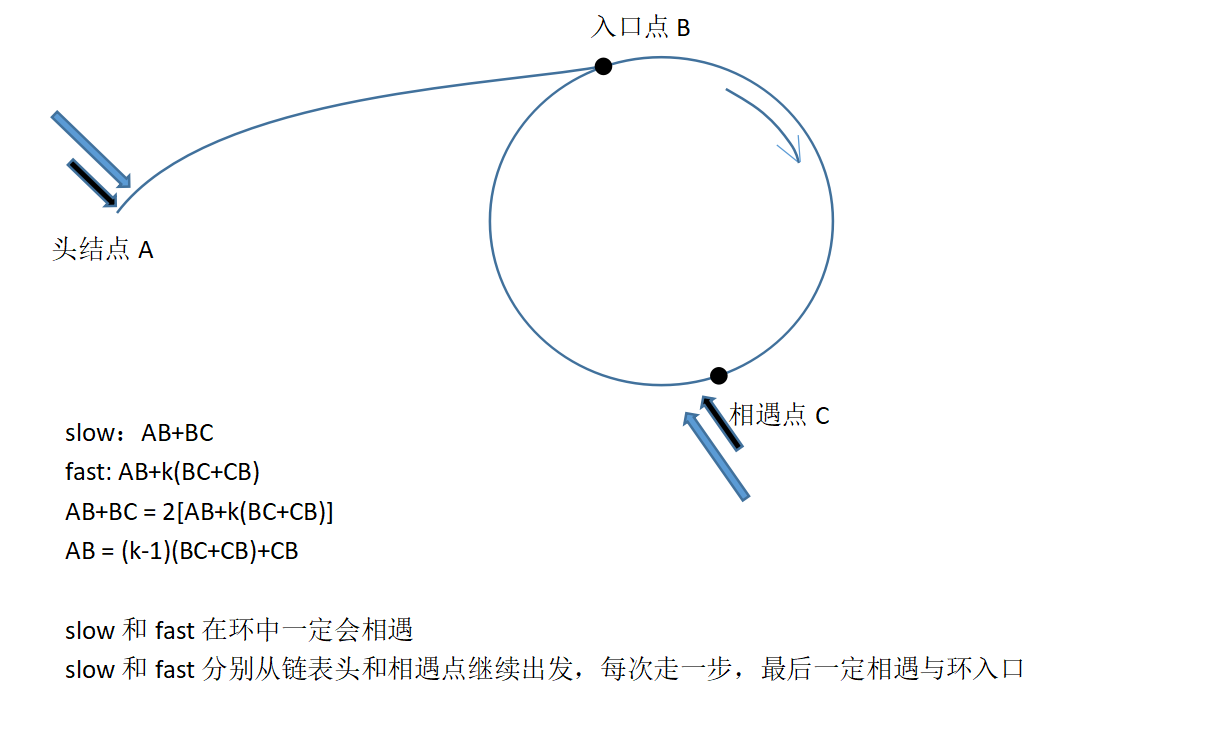 入口点 B
头结点 A
相遇点 C
slow：AB+BC
fast: AB+k(BC+CB)
AB+BC = 2[AB+k(BC+CB)]
AB = (k-1)(BC+CB)+CB
slow 和 fast 在环中一定会相遇
slow 和 fast 分别从链表头和相遇点继续出发，每次走一步，最后一定相遇与环入口